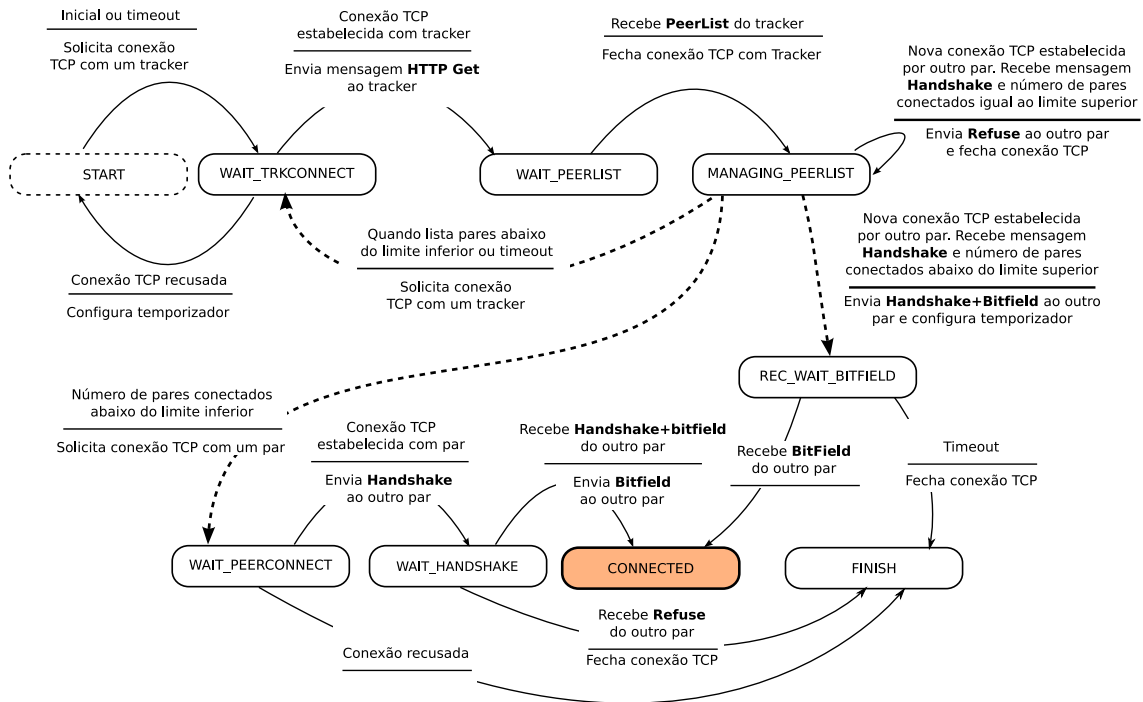 Inicial ou timeout
Solicita conexão
TCP com um tracker
Conexão TCP
estabelecida com tracker
Envia mensagem HTTP Get
ao tracker
Recebe PeerList do tracker
Fecha conexão TCP com Tracker
Nova conexão TCP estabelecida
por outro par. Recebe mensagem
Handshake e número de pares
conectados igual ao limite superior
Envia Refuse ao outro par
e fecha conexão TCP
START
WAIT_TRKCONNECT
WAIT_PEERLIST
MANAGING_PEERLIST
Conexão TCP recusada
Configura temporizador
Quando lista pares abaixo
do limite inferior ou timeout
Solicita conexão
TCP com um tracker
Nova conexão TCP estabelecida
por outro par. Recebe mensagem
Handshake e número de pares
conectados abaixo do limite superior
Envia Handshake+Bitfield ao outro
par e configura temporizador
REC_WAIT_BITFIELD
Número de pares conectados
abaixo do limite inferior
Solicita conexão TCP com um par
Conexão TCP
estabelecida com par
Envia Handshake
ao outro par
Recebe Handshake+bitfield
do outro par
Envia Bitfield
ao outro par
Recebe BitField
do outro par
Timeout
Fecha conexão TCP
WAIT_PEERCONNECT
WAIT_HANDSHAKE
CONNECTED
FINISH
Recebe Refuse
do outro par
Fecha conexão TCP
Conexão recusada